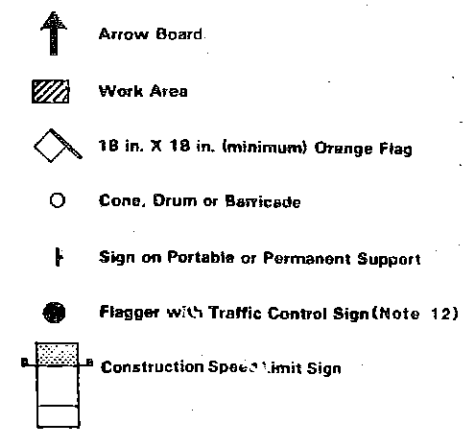 Arrow Board
Work Area
18 in. X 18 in. (minimum) Orange Flag
Cone, Drum or Barricade
Sign on Portable or Permanent Support
Flagger with Traffic Control Sign(Note 12)
Construction Speed Limit Sign